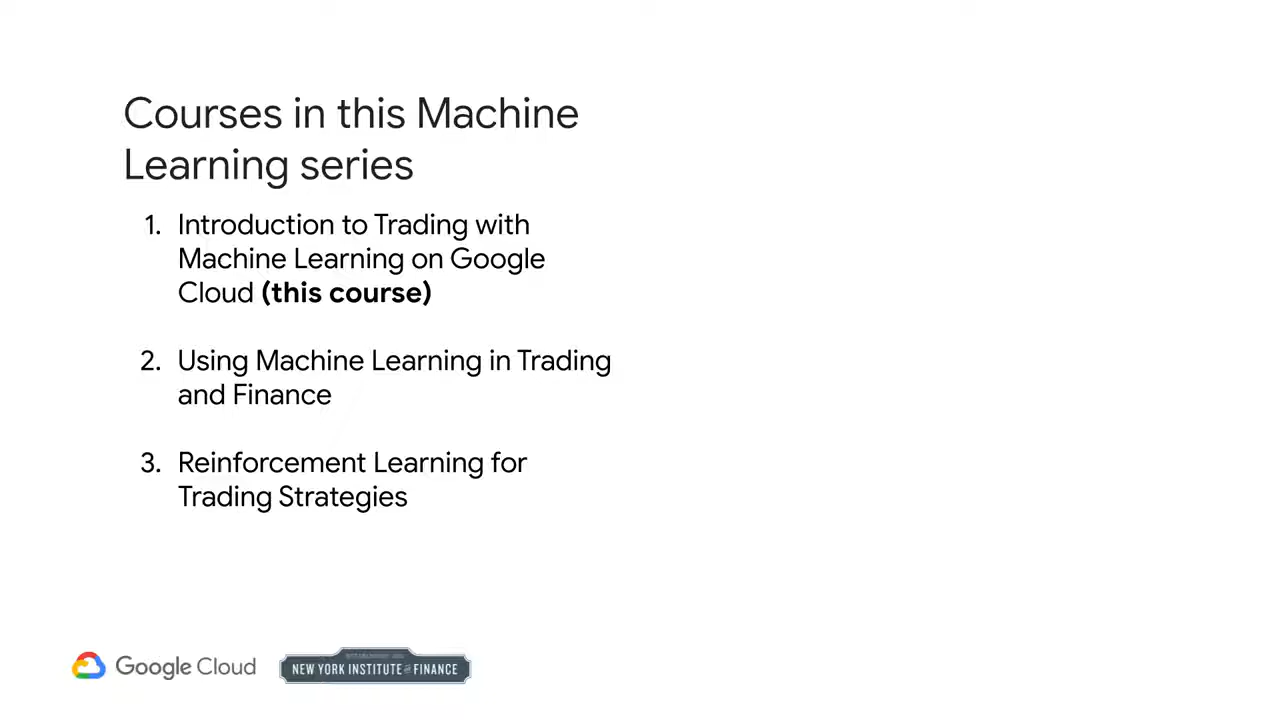 Courses in this Machine
Learning series
1. Introduction to Trading with
Machine Learning on Google
Cloud (this course)
2. Using Machine Learning in Trading
and Finance
3. Reinforcement Learning for
Trading Strategies
Google Cloud
NEW YORK INSTITUTE OF FINANCE